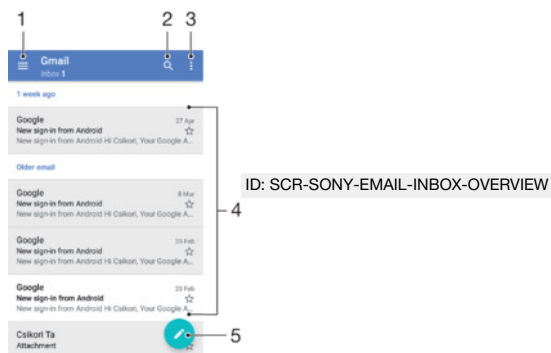 1 2 3
Gmail
Inbox 1
1 week ago
Google 27 Apr
New sign-in from Android
New sign-in from Android Hi Csikori, Your Google A...
Older email
Google 8 Mar
New sign-in from Android
New sign-in from Android Hi Csikori, Your Google A...
4
Google 25 Feb
New sign-in from Android
New sign-in from Android Hi Csikori, Your Google A...
Google 23 Feb
New sign-in from Android
New sign-in from Android Hi Csikori, Your Google A...
Csikori Ta 5
Attachment
ID: SCR-SONY-EMAIL-INBOX-OVERVIEW